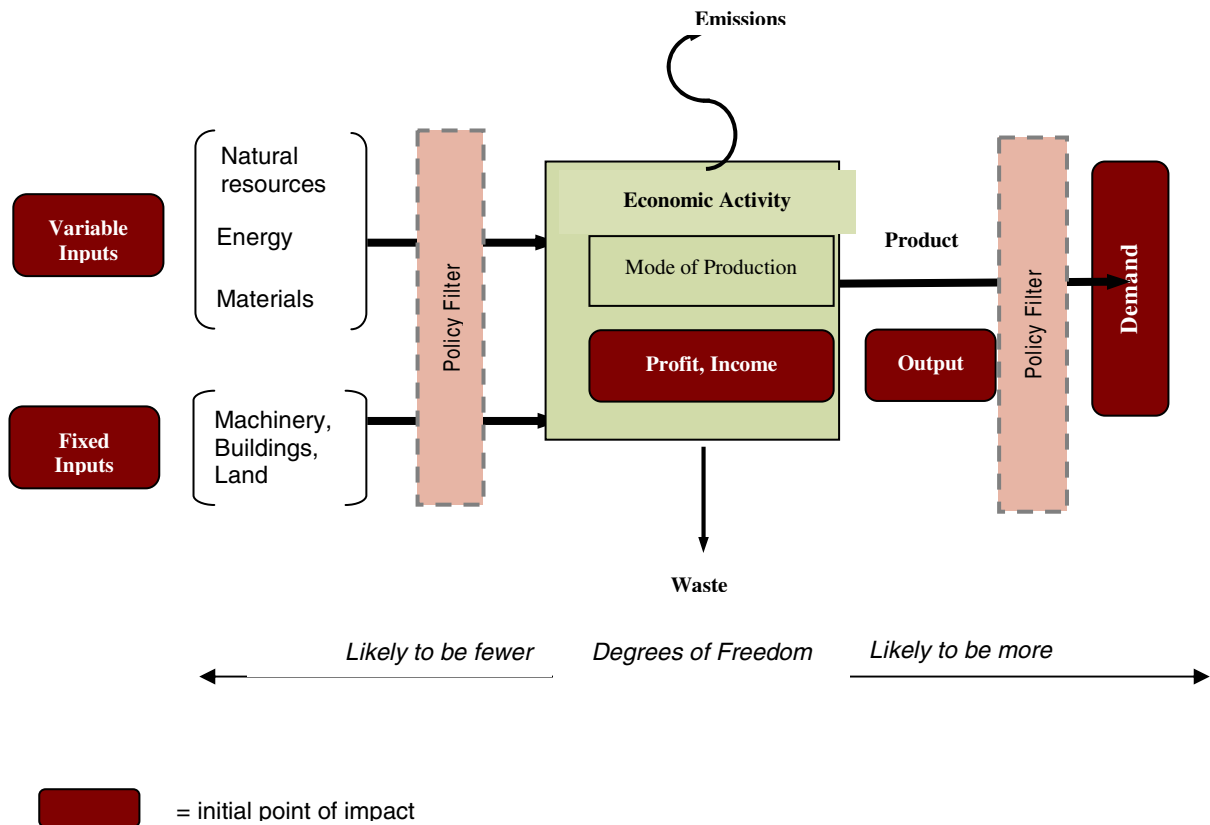 Emissions
Variable
Inputs
Natural
resources
Energy
Materials
Policy Filter
Economic Activity
Mode of Production
Profit, Income
Product
Output
Policy Filter
Demand
Fixed
Inputs
Machinery,
Buildings,
Land
Waste
Likely to be fewer
Degrees of Freedom
Likely to be more
= initial point of impact